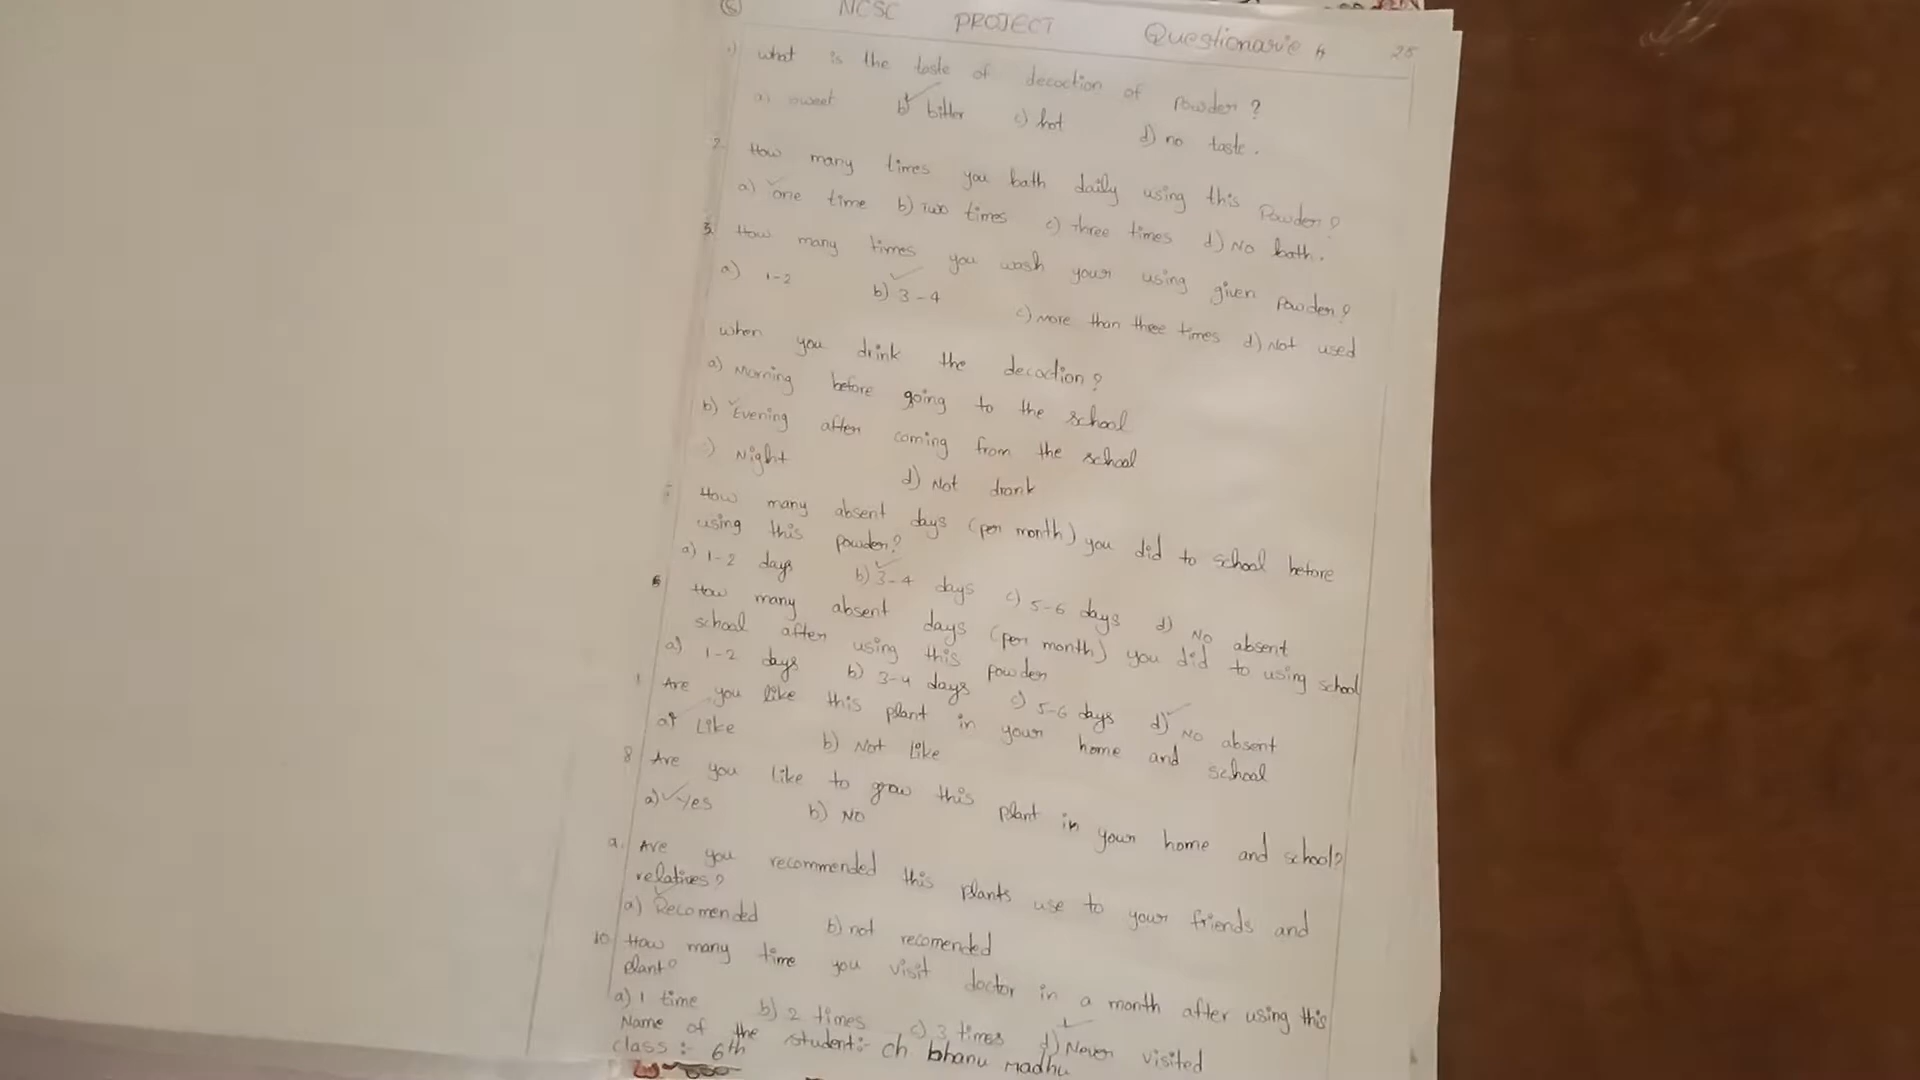 6 NCSC PROJECT Questionarie 4 25
1) what is the taste of decoction of powder?
a) sweet b) bitter c) hot d) no taste.
2. How many times you bath daily using this Powder?
a) one time b) Two times c) three times d) No bath.
3. How many times you wash your using given powder?
a) 1-2 b) 3-4 c) More than three times d) Not used
when you drink the decoction?
a) Morning before going to the school
b) Evening after coming from the school
) Night d) Not drank
How many absent days (per month) you did to school before
using this powder?
a) 1-2 days b) 3-4 days c) 5-6 days d) NO absent
6 How many absent days (per month) you did to using school
school after using this powder
a) 1-2 days b) 3-4 days c) 5-6 days d) NO absent
Are you like this plant in your home and school
a) Like b) Not Like
8 Are you like to grow this plant in your home and school?
a) Yes b) NO
9. Are you recommended this plants use to your friends and
relatives?
a) Recomended b) not recomended
10 How many time you visit doctor in a month after using this
plant?
a) 1 time b) 2 times c) 3 times d) Never visited
Name of the student:- ch bhanu madhu
class :- 6th